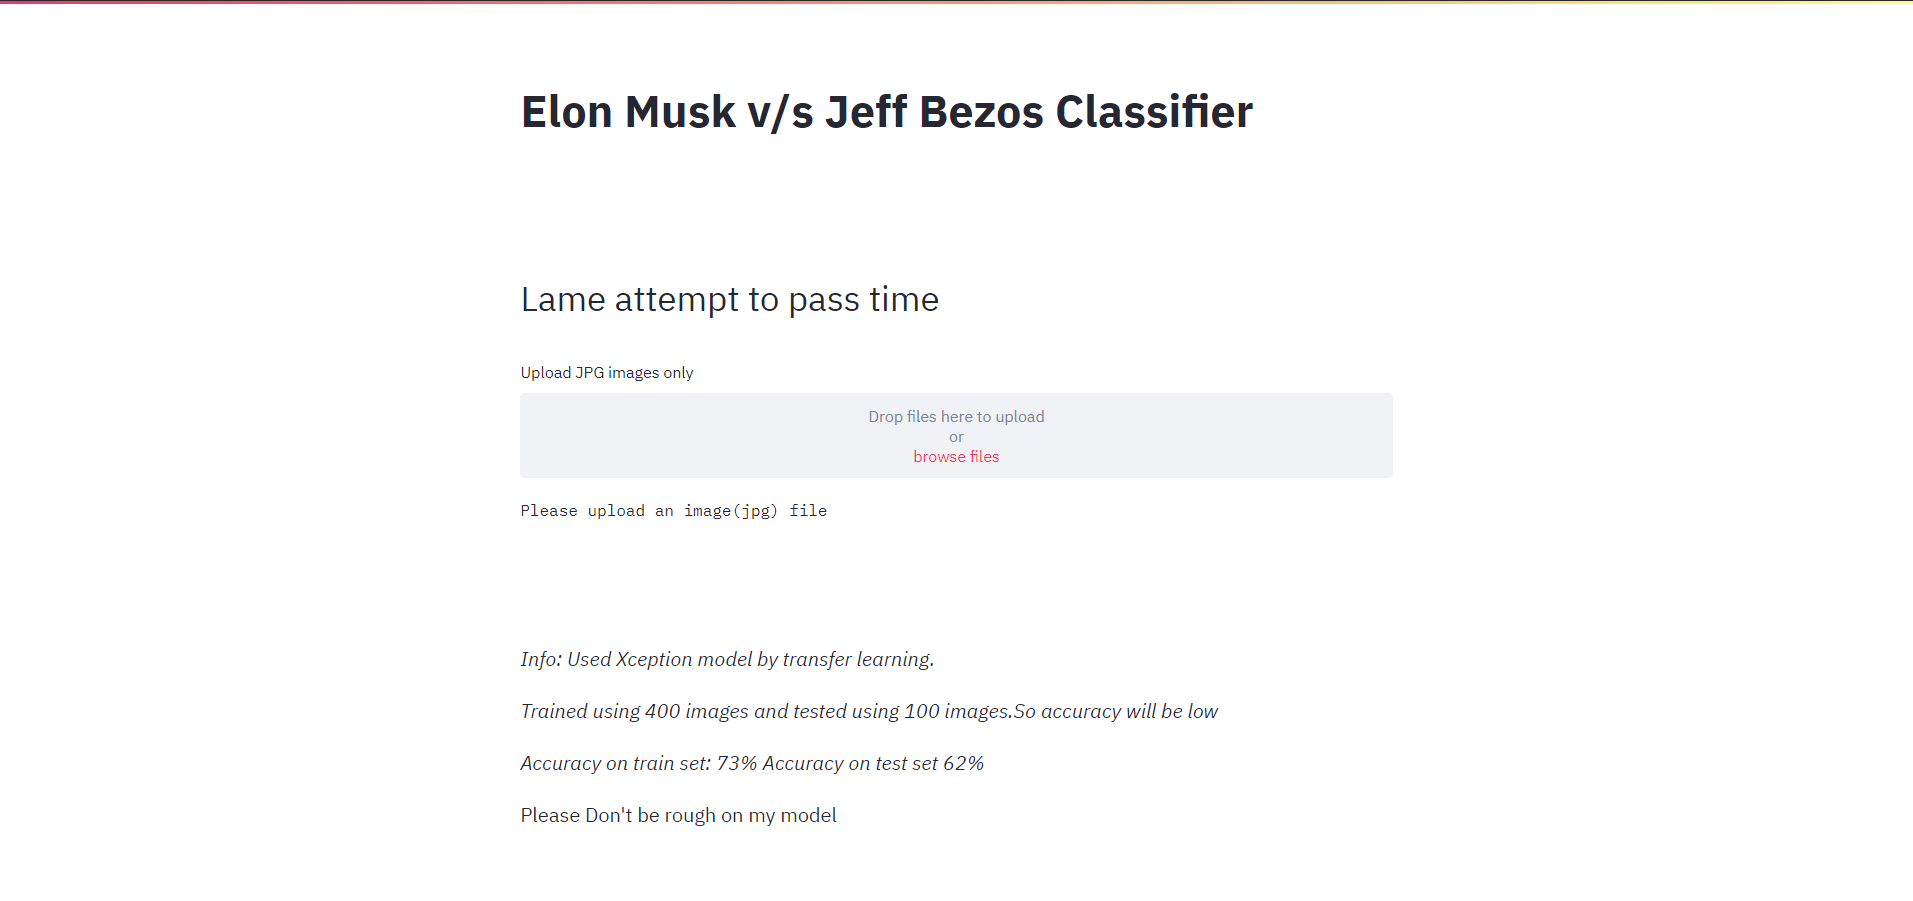 Elon Musk v/s Jeff Bezos Classifier
Lame attempt to pass time
Upload JPG images only
Drop files here to upload
or
browse files
Please upload an image(jpg) file
Info: Used Xception model by transfer learning.
Trained using 400 images and tested using 100 images.So accuracy will be low
Accuracy on train set: 73% Accuracy on test set 62%
Please Don't be rough on my model